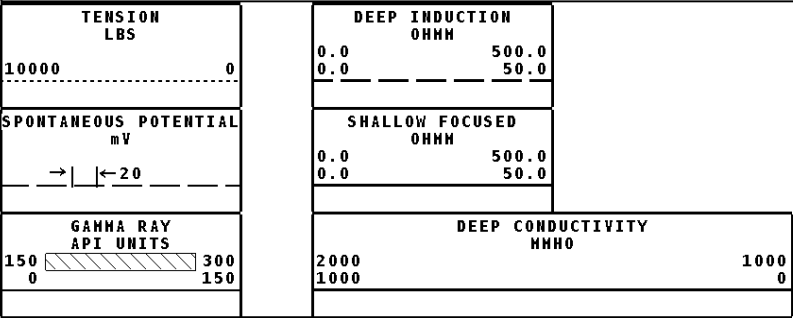 TENSION
LBS
10000 0
SPONTANEOUS POTENTIAL
mV
→ ←20
GAMMA RAY
API UNITS
150 300
0 150
DEEP INDUCTION
OHMM
0.0 500.0
0.0 50.0
SHALLOW FOCUSED
OHMM
0.0 500.0
0.0 50.0
DEEP CONDUCTIVITY
MMHO
2000 1000
1000 0